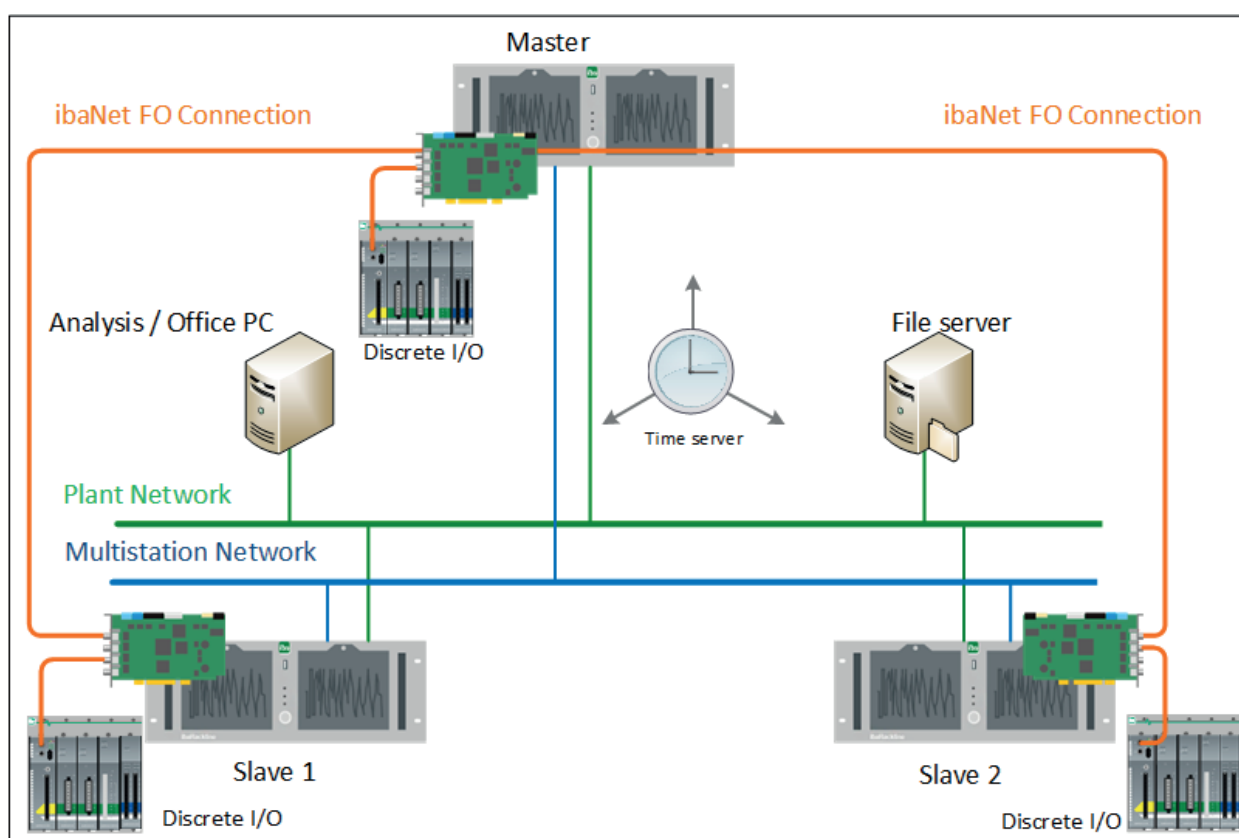 Master
ibaNet FO Connection
ibaNet FO Connection
Analysis / Office PC
Discrete I/O
File server
Time server
Plant Network
Multistation Network
Slave 1
Slave 2
Discrete I/O
Discrete I/O